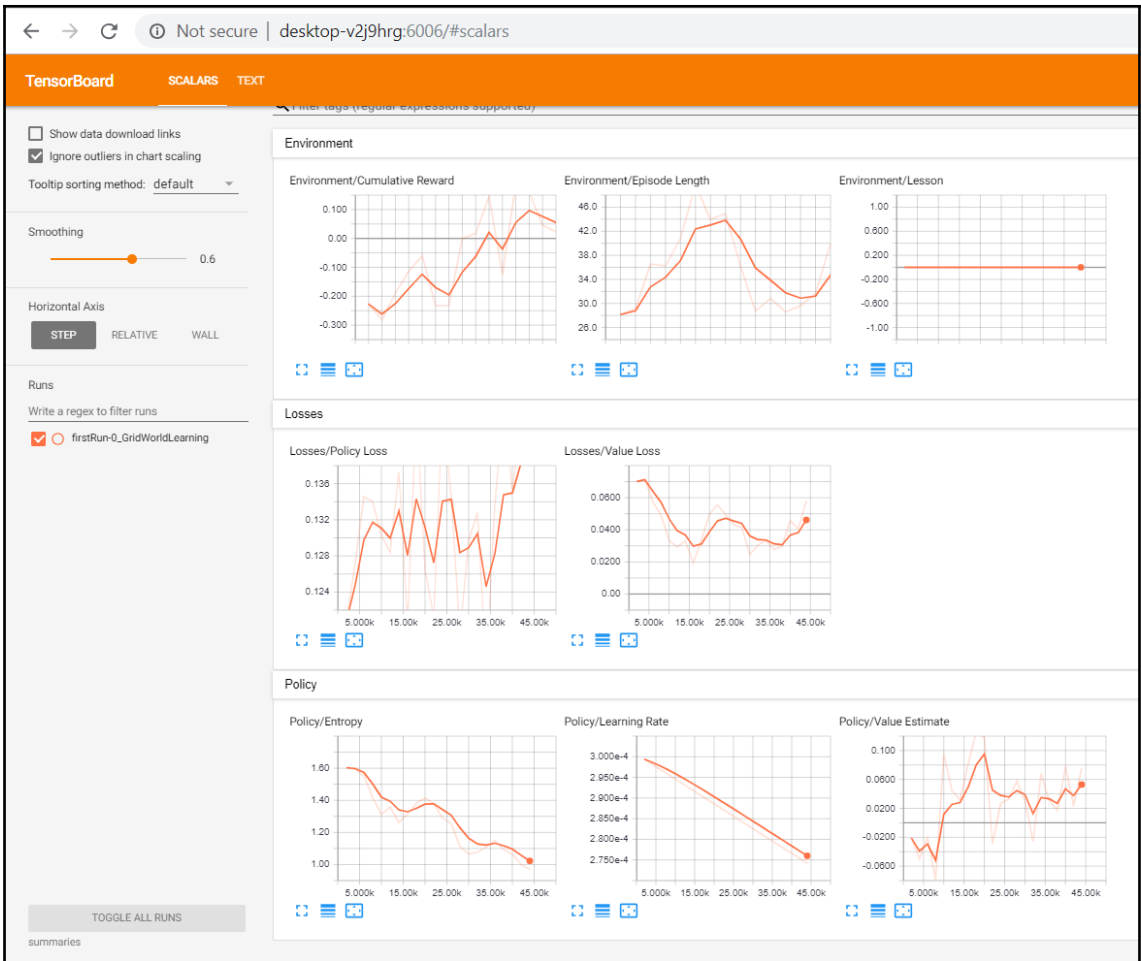 Not secure | desktop-v2j9hrg:6006/#scalars
TensorBoard SCALARS TEXT
Filter tags (regular expressions supported)
Show data download links
Ignore outliers in chart scaling
Tooltip sorting method: default
Smoothing
0.6
Horizontal Axis
STEP RELATIVE WALL
Runs
Write a regex to filter runs
firstRun-0_GridWorldLearning
TOGGLE ALL RUNS
summaries
Environment
Environment/Cumulative Reward
0.100
0.00
-0.100
-0.200
-0.300
Environment/Episode Length
46.0
42.0
38.0
34.0
30.0
26.0
Environment/Lesson
1.00
0.600
0.200
-0.200
-0.600
-1.00
Losses
Losses/Policy Loss
0.136
0.132
0.128
0.124
5.000k 15.00k 25.00k 35.00k 45.00k
Losses/Value Loss
0.0600
0.0400
0.0200
0.00
5.000k 15.00k 25.00k 35.00k 45.00k
Policy
Policy/Entropy
1.60
1.40
1.20
1.00
5.000k 15.00k 25.00k 35.00k 45.00k
Policy/Learning Rate
3.000e-4
2.950e-4
2.900e-4
2.850e-4
2.800e-4
2.750e-4
5.000k 15.00k 25.00k 35.00k 45.00k
Policy/Value Estimate
0.100
0.0600
0.0200
-0.0200
-0.0600
5.000k 15.00k 25.00k 35.00k 45.00k